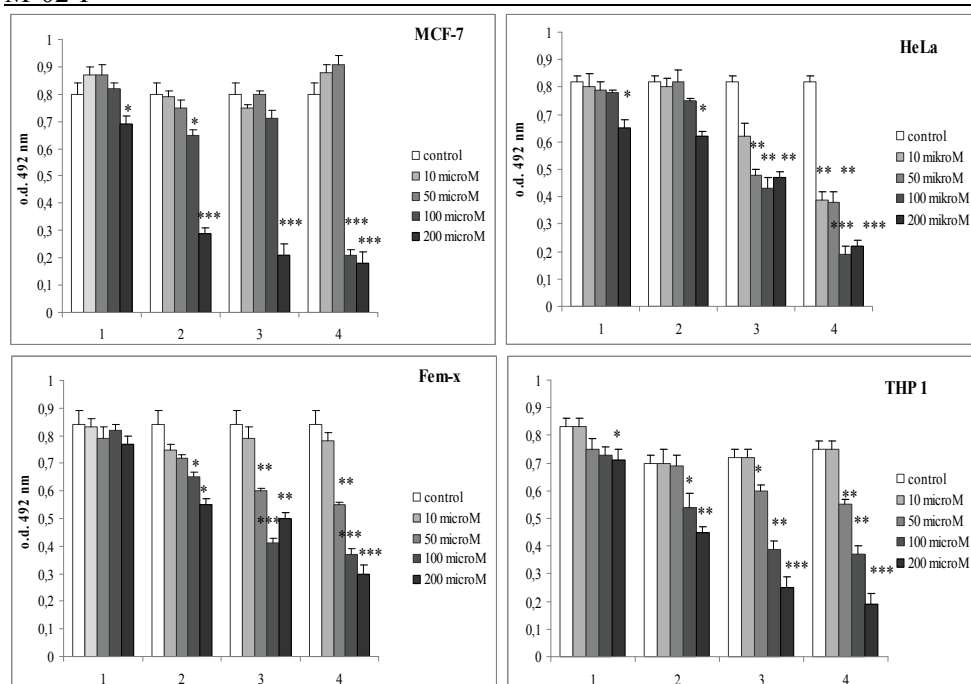 MCF-7
1
0,9
0,8
0,7
0,6
0,5
0,4
0,3
0,2
0,1
0
o.d. 492 nm
*
*
***
***
***
***
1 2 3 4
control
10 microM
50 microM
100 microM
200 microM
HeLa
1
0,9
0,8
0,7
0,6
0,5
0,4
0,3
0,2
0,1
0
o.d. 492 nm
*
*
**
** **
** **
*** ***
1 2 3 4
control
10 mikroM
50 mikroM
100 mikroM
200 mikroM
Fem-x
1
0,9
0,8
0,7
0,6
0,5
0,4
0,3
0,2
0,1
0
o.d. 492 nm
*
*
**
***
**
**
***
***
1 2 3 4
control
10 microM
50 microM
100 microM
200 microM
THP 1
1
0,9
0,8
0,7
0,6
0,5
0,4
0,3
0,2
0,1
0
o.d. 492 nm
*
*
**
*
**
***
**
**
***
1 2 3 4
control
10 microM
50 microM
100 microM
200 microM